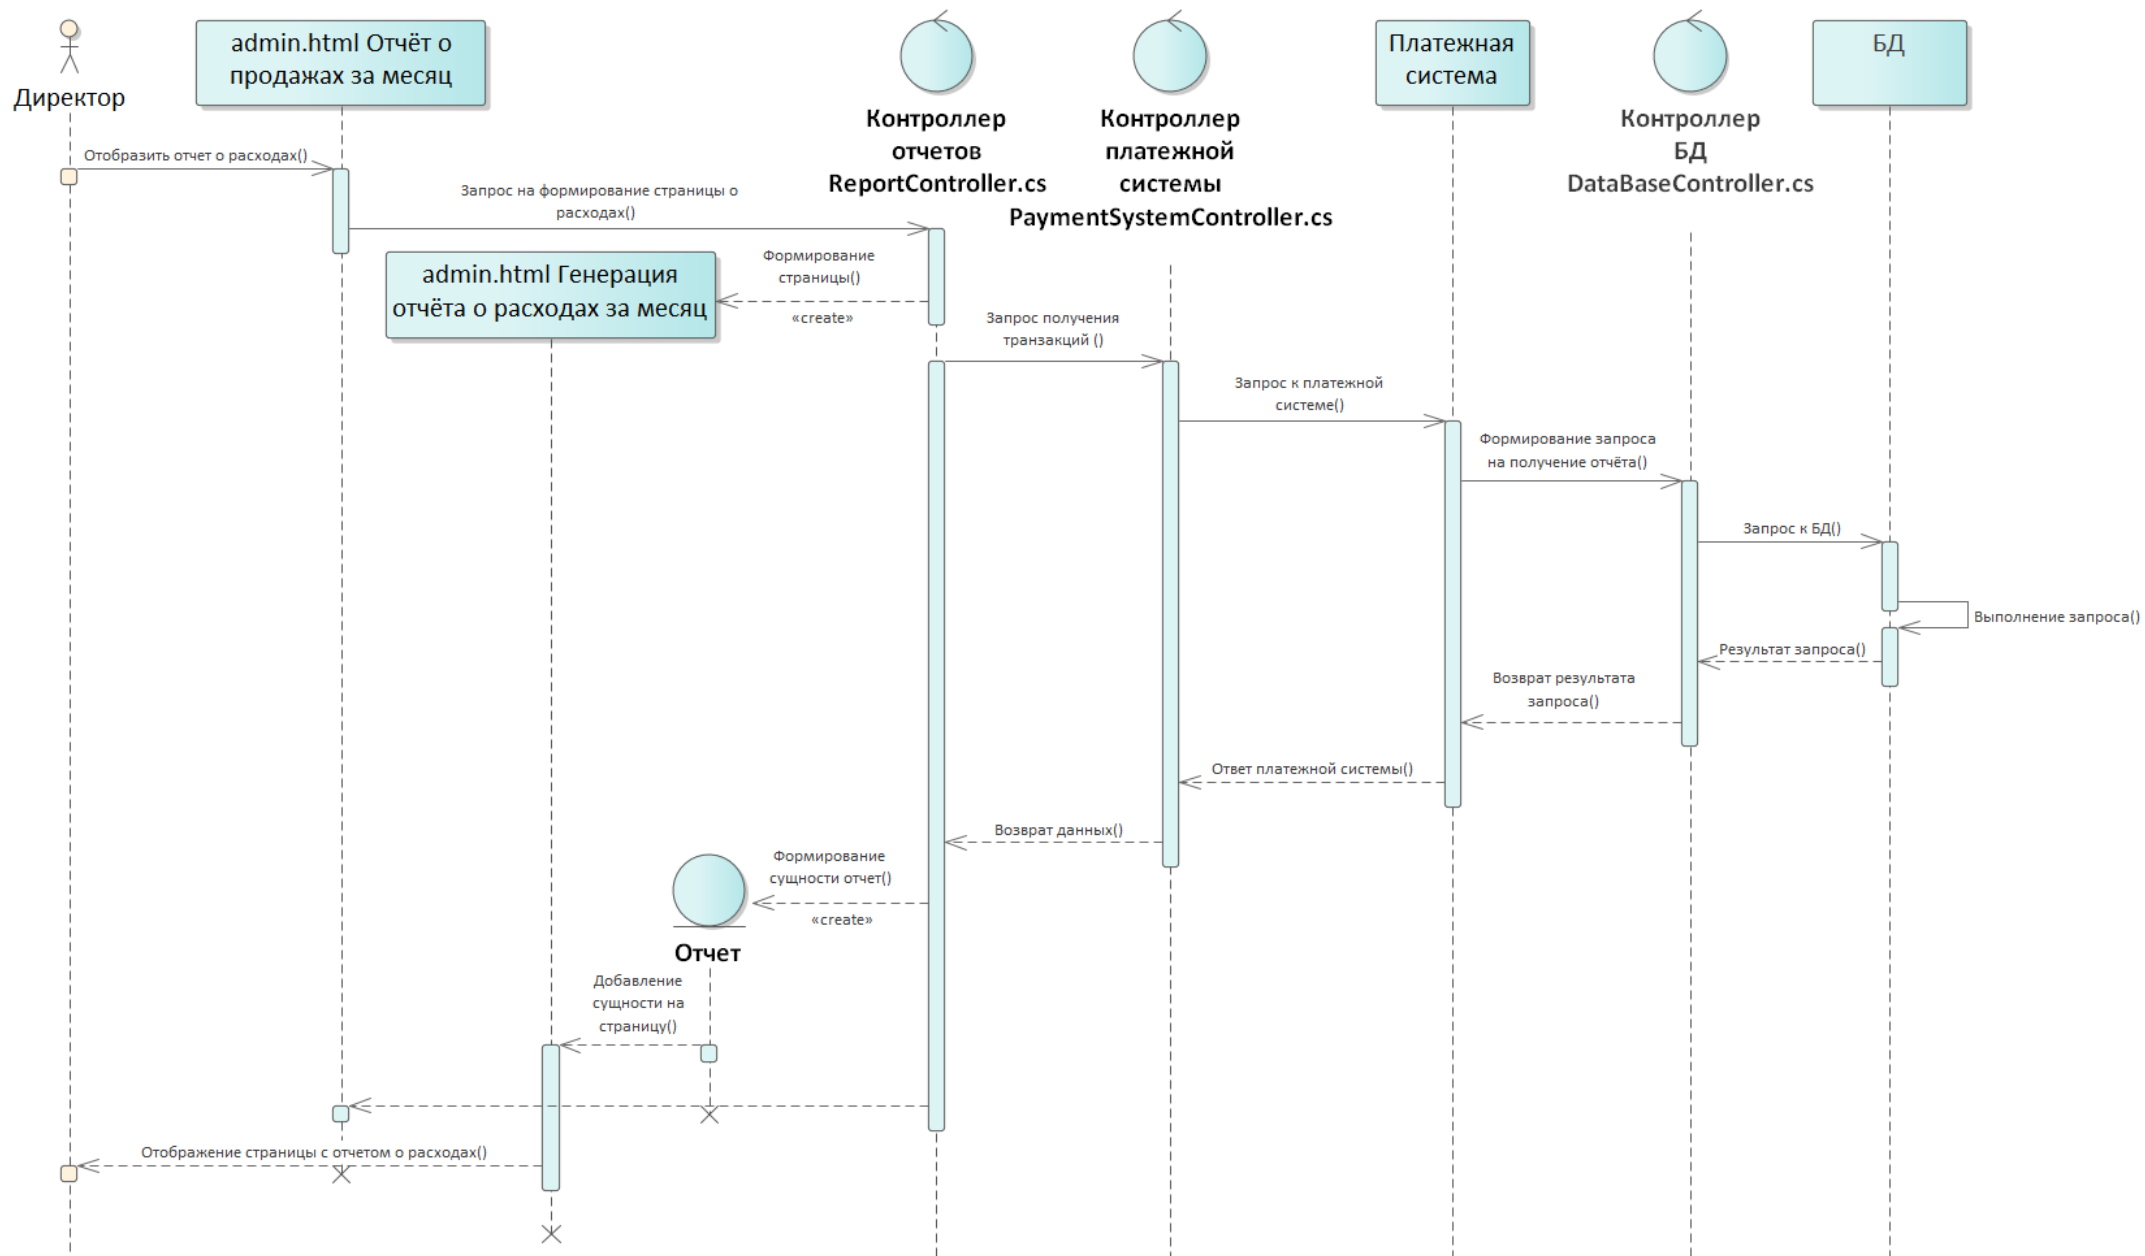 Директор
admin.html Отчёт о
продажах за месяц
Контроллер
отчетов
ReportController.cs
Контроллер
платежной
системы
PaymentSystemController.cs
Платежная
система
Контроллер
БД
DataBaseController.cs
БД
Отобразить отчет о расходах()
Запрос на формирование страницы о
расходах()
Формирование
страницы()
«create»
admin.html Генерация
отчёта о расходах за месяц
Запрос получения
транзакций ()
Запрос к платежной
системе()
Формирование запроса
на получение отчёта()
Запрос к БД()
Выполнение запроса()
Результат запроса()
Возврат результата
запроса()
Ответ платежной системы()
Возврат данных()
Формирование
сущности отчет()
«create»
Отчет
Добавление
сущности на
страницу()
Отображение страницы с отчетом о расходах()